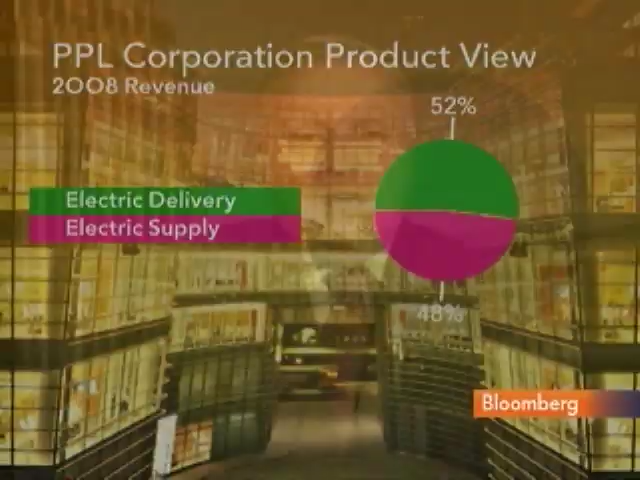 PPL Corporation Product View
2008 Revenue
52%
Electric Delivery
Electric Supply
48%
Bloomberg